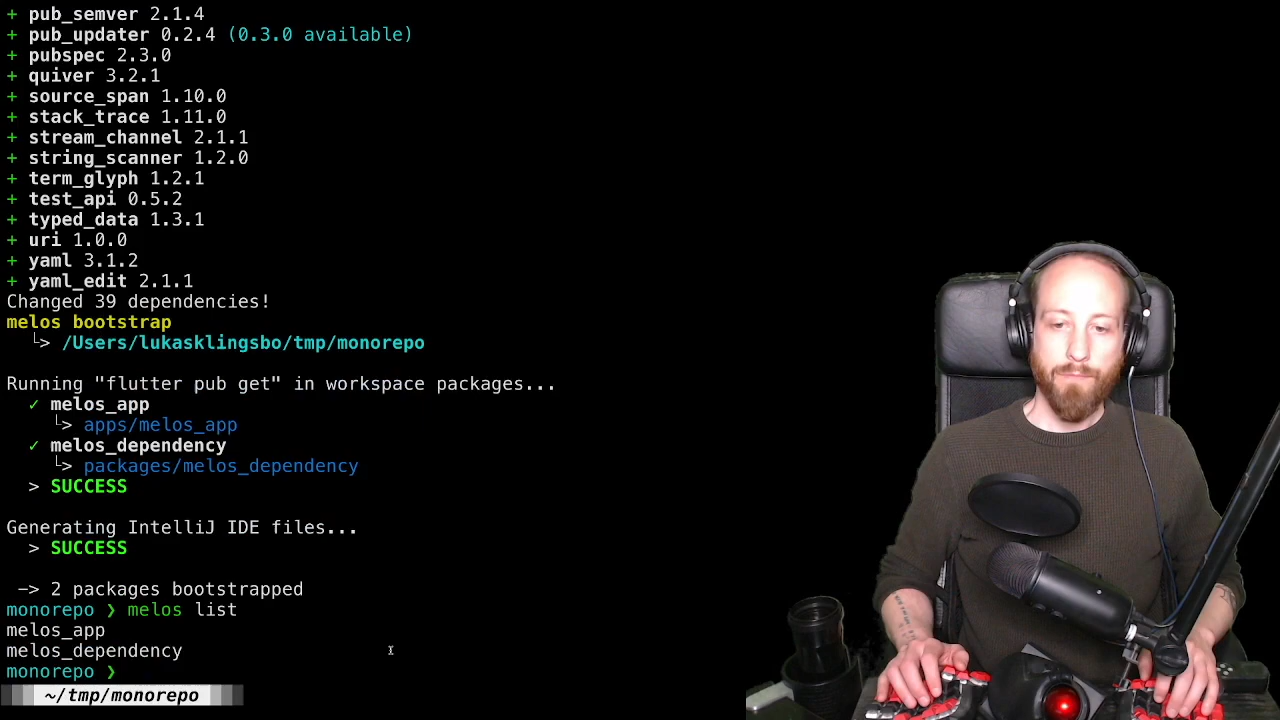 + pub_semver 2.1.4
+ pub_updater 0.2.4 (0.3.0 available)
+ pubspec 2.3.0
+ quiver 3.2.1
+ source_span 1.10.0
+ stack_trace 1.11.0
+ stream_channel 2.1.1
+ string_scanner 1.2.0
+ term_glyph 1.2.1
+ test_api 0.5.2
+ typed_data 1.3.1
+ uri 1.0.0
+ yaml 3.1.2
+ yaml_edit 2.1.1
Changed 39 dependencies!
melos bootstrap
└> /Users/lukasklingsbo/tmp/monorepo
Running "flutter pub get" in workspace packages...
✓ melos_app
└> apps/melos_app
✓ melos_dependency
└> packages/melos_dependency
> SUCCESS
Generating IntelliJ IDE files...
> SUCCESS
-> 2 packages bootstrapped
monorepo ❯ melos list
melos_app
melos_dependency
monorepo ❯
~/tmp/monorepo